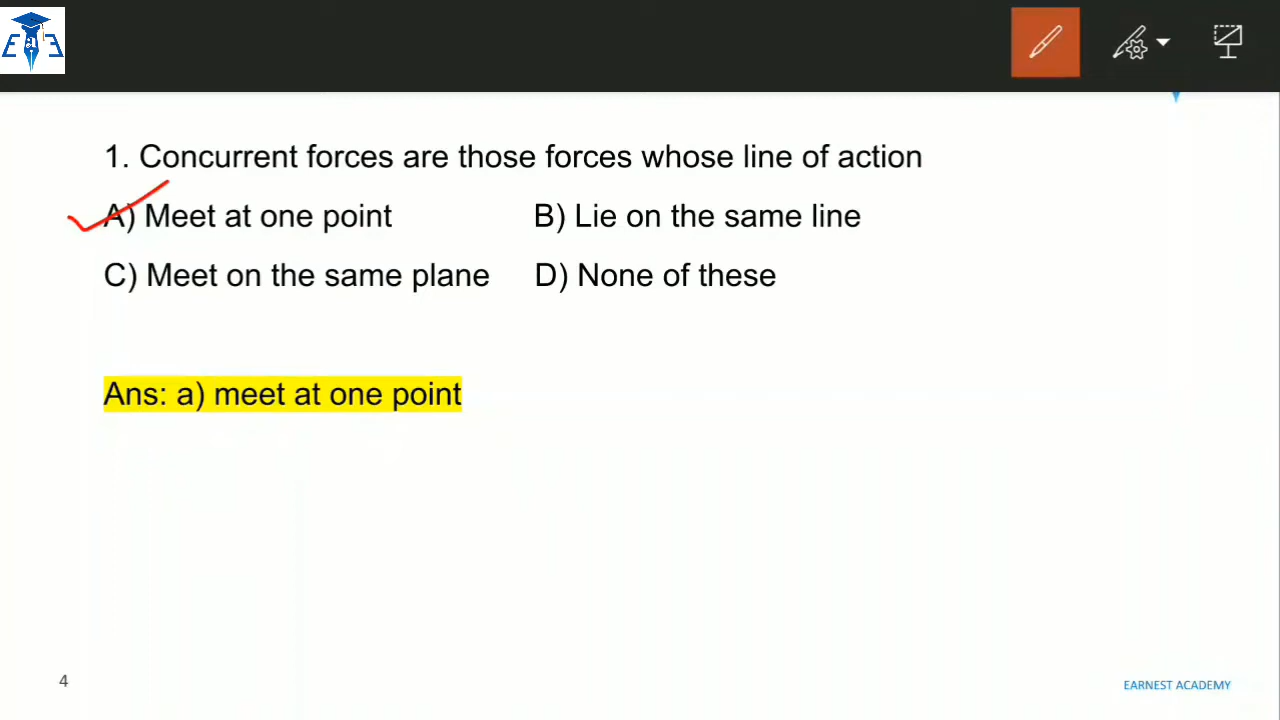 1. Concurrent forces are those forces whose line of action
A) Meet at one point B) Lie on the same line
C) Meet on the same plane D) None of these
Ans: a) meet at one point
4
EARNEST ACADEMY